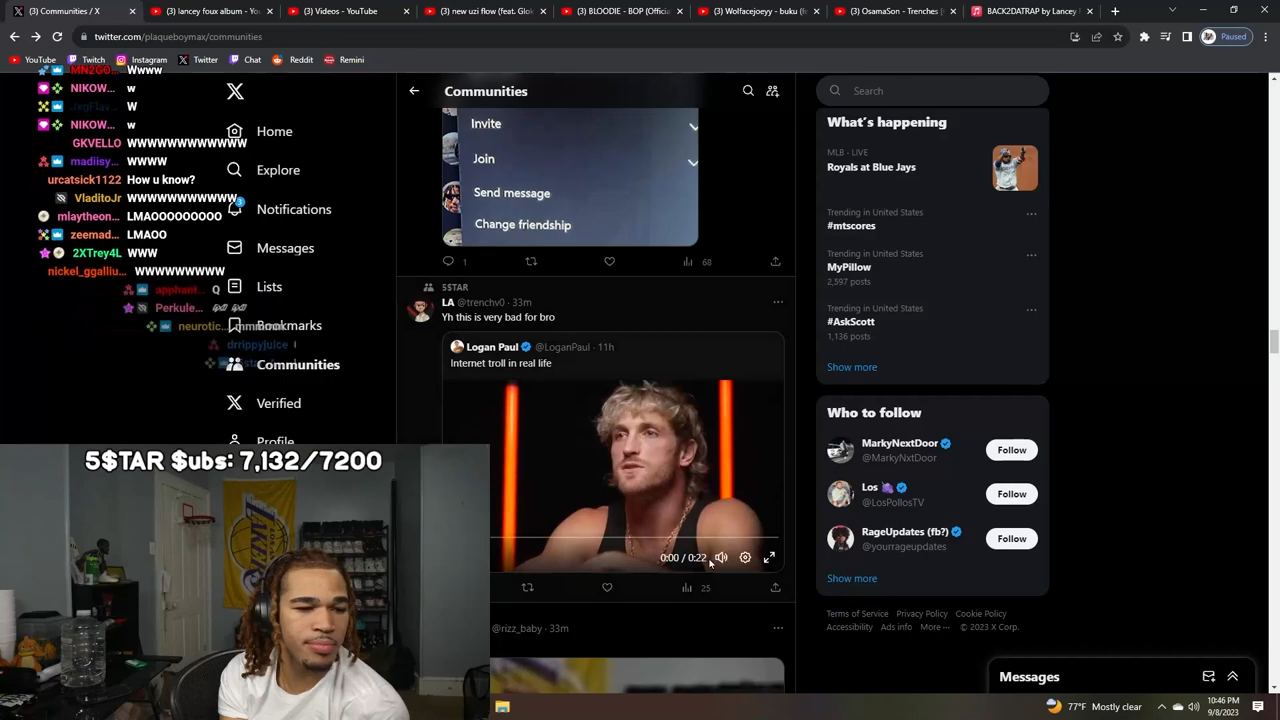 (3) Communities / X
(3) lancey foux album - Yo
(3) Videos - YouTube
(3) new uzi flow (feat. Glok
(3) BLOODIE - BOP (Officia
(3) Wolfacejoeyy - buku (f
(3) OsamaSon - Trenches [
BACK2DATRAP by Lancey
twitter.com/plaqueboymax/communities
Paused
YouTube
Twitch
Instagram
Twitter
Chat
Reddit
Remini
MN2G0... Wwww
NIKOW... w
W
NIKOW... w
GKVELLO WWWWWWWWWWWW
madiisy... WWWW
urcatsick1122 How u know?
VladitoJr WWWWWWWWWWW
mlaytheon... LMAOOOOOOOO
zeemad... LMAOO
2XTrey4L WWW
nickel_ggalliu... WWWWWWWWW
Q
Perkule...
neurotic...
drrippyjuice
Home
Explore
3
Notifications
Messages
Lists
Bookmarks
Communities
Verified
Profile
Communities
Invite
Join
Send message
Change friendship
1
68
5$TAR
LA @trenchv0 · 33m
Yh this is very bad for bro
Logan Paul @LoganPaul · 11h
Internet troll in real life
0:00 / 0:22
25
@rizz_baby · 33m
5$TAR $ubs: 7,132/7200
Search
What's happening
MLB · LIVE
Royals at Blue Jays
Trending in United States
#mtscores
Trending in United States
MyPillow
2,597 posts
Trending in United States
#AskScott
1,136 posts
Show more
Who to follow
MarkyNextDoor
@MarkyNxtDoor
Follow
Los
@LosPollosTV
Follow
RageUpdates (fb?)
@yourrageupdates
Follow
Show more
Terms of Service Privacy Policy Cookie Policy
Accessibility Ads info More ··· © 2023 X Corp.
Messages
77°F Mostly clear
10:46 PM
9/8/2023